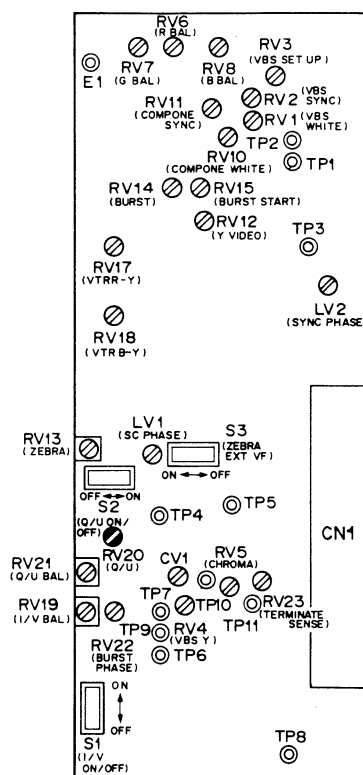 RV6
(R BAL)
RV7
(G BAL)
RV8
(B BAL)
RV3
(VBS SET UP)
E1
RV11
(COMPONE
SYNC)
RV2 (VBS
SYNC)
RV1 (VBS
WHITE)
TP2
RV10
(COMPONE WHITE)
TP1
RV14
(BURST)
RV15
(BURST START)
RV12
(Y VIDEO)
TP3
RV17
(VTRR-Y)
LV2
(SYNC PHASE)
RV18
(VTR B-Y)
RV13
(ZEBRA)
LV1
(SC PHASE)
S3
(ZEBRA
EXT VF)
ON ↔ OFF
OFF ↔ ON
S2
(Q/U ON/
OFF)
TP4
TP5
CN1
RV20
(Q/U)
RV21
(Q/U BAL)
CV1
RV5
(CHROMA)
RV19
(I/V BAL)
TP7
TP10
RV23
(TERMINATE
SENSE)
TP11
TP9
RV4
(VBS Y)
RV22
(BURST
PHASE)
TP6
ON
OFF
S1
(I/V
ON/OFF)
TP8